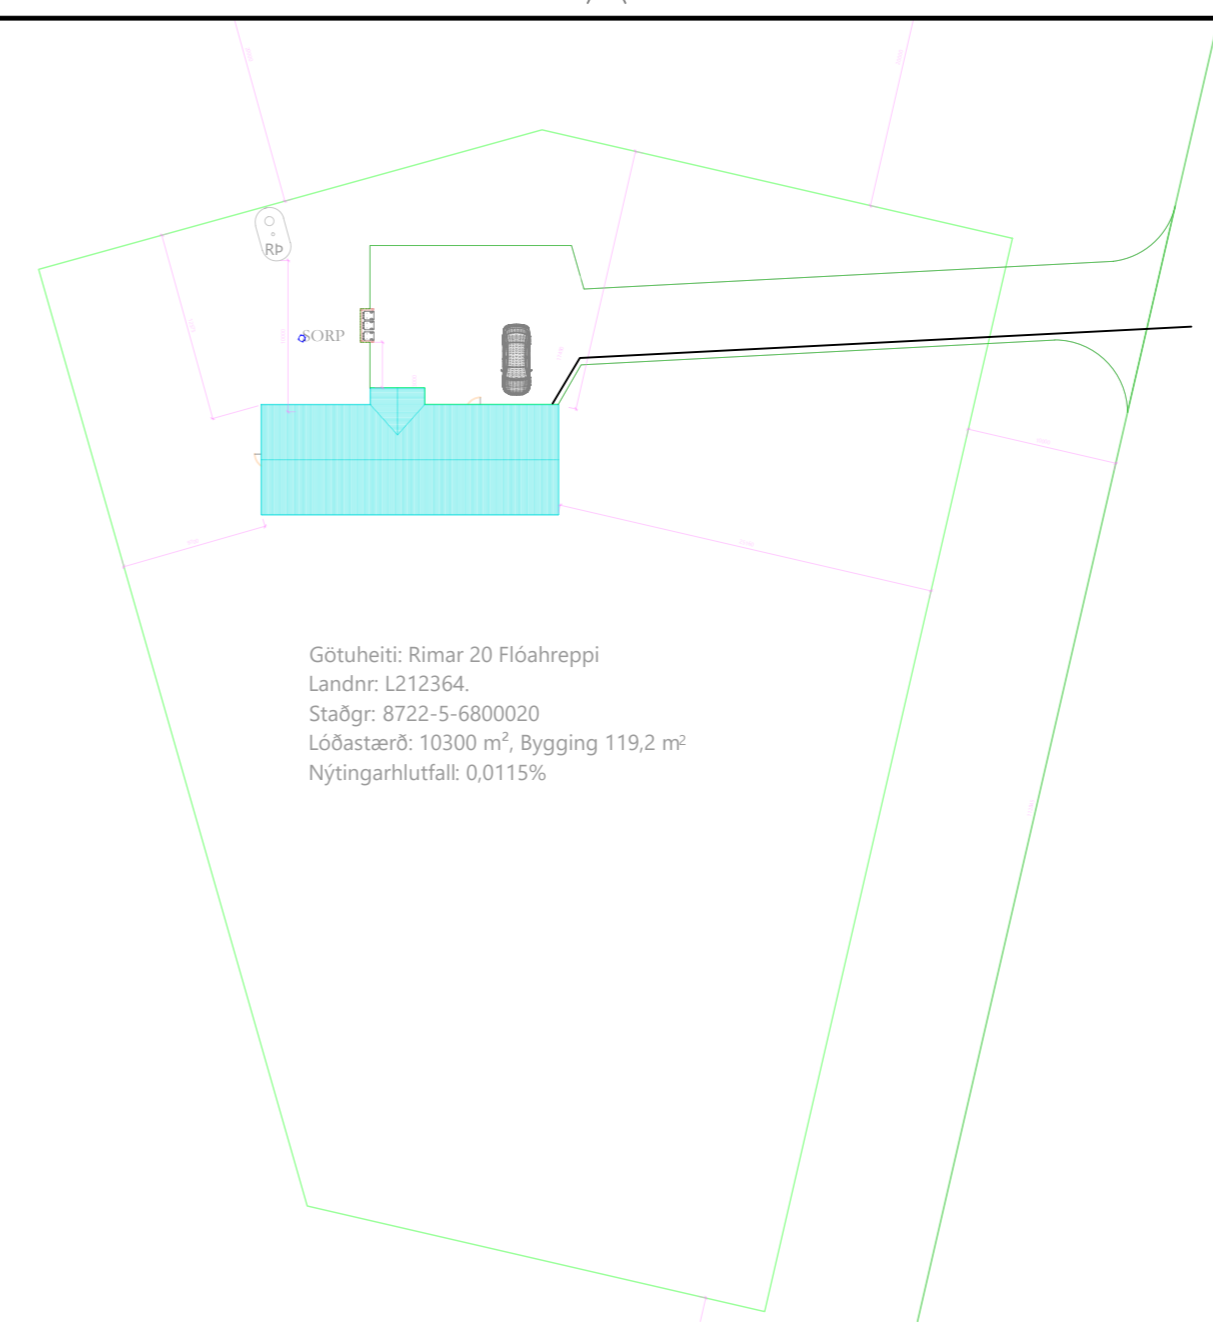 RÞ
SORP
Götuheiti: Rimar 20 Flóahreppi
Landnr: L212364.
Staðgr: 8722-5-6800020
Lóðastærð: 10300 m², Bygging 119,2 m²
Nýtingarhlutfall: 0,0115%